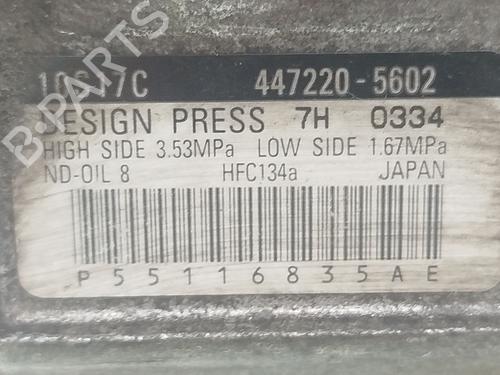 10S17C 447220-5602
DESIGN PRESS 7H 0334
HIGH SIDE 3.53MPa LOW SIDE 1.67MPa
ND-OIL 8 HFC134a JAPAN
P55116835AE
B-PARTS